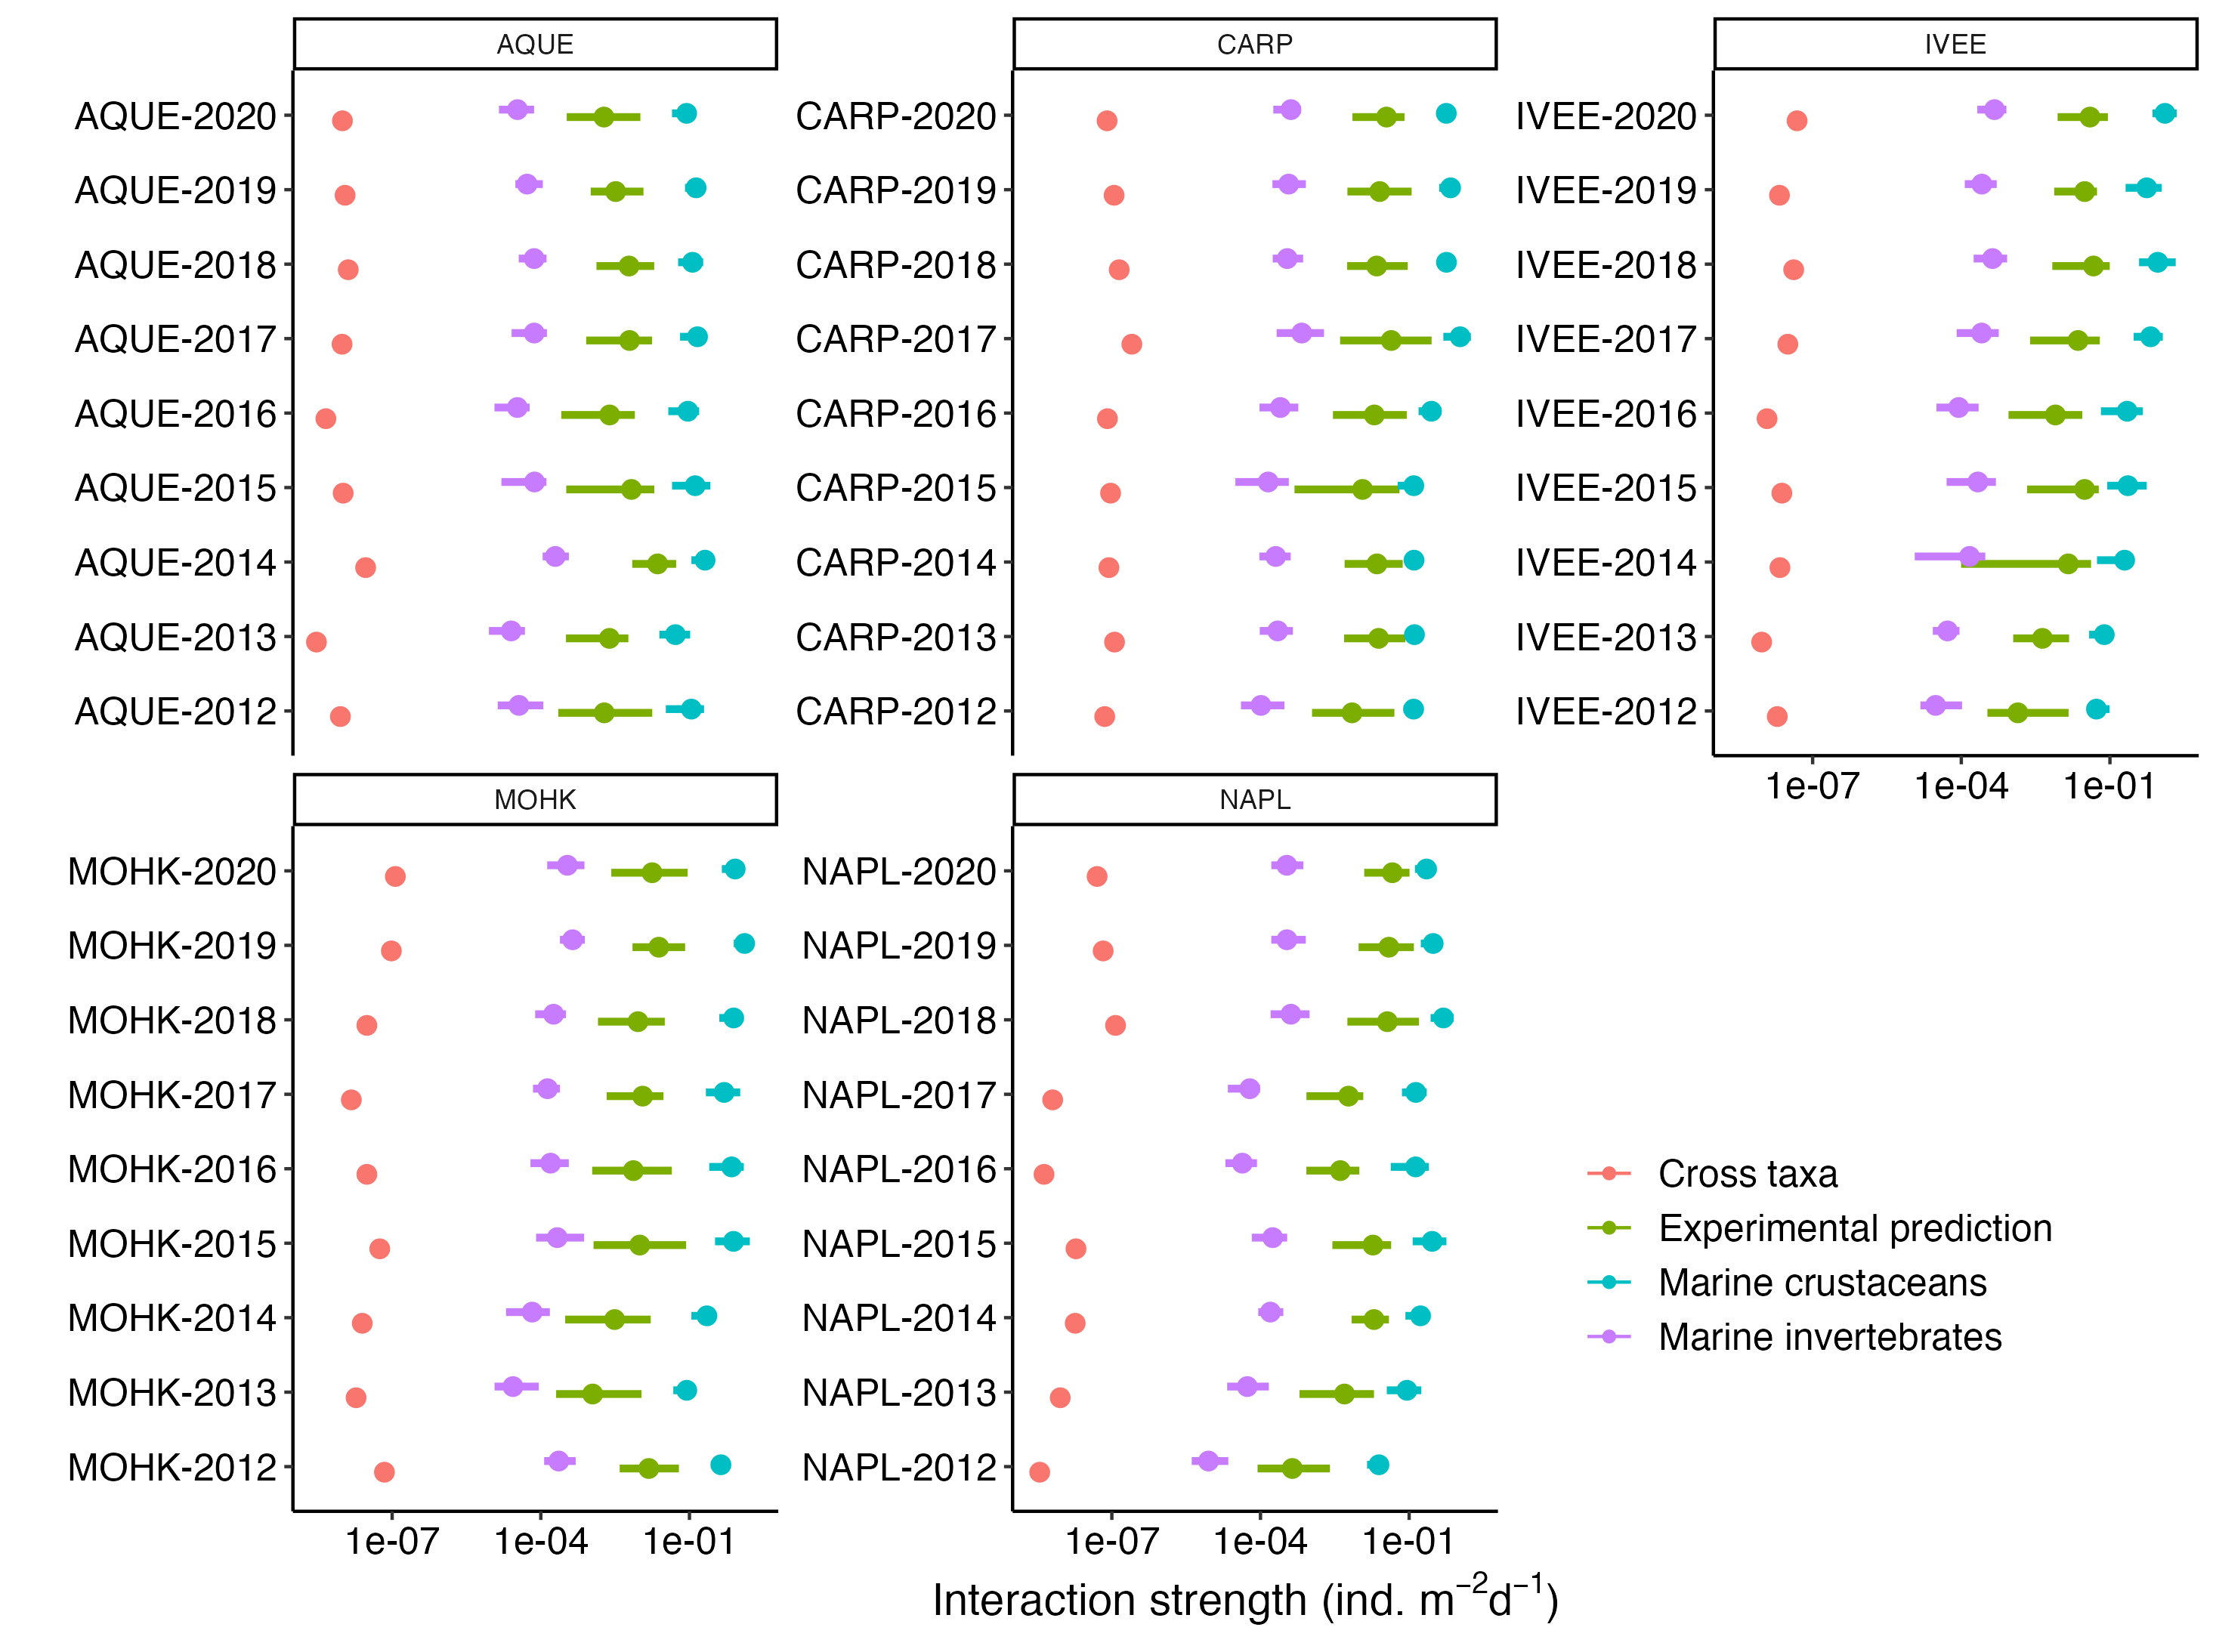 AQUE
AQUE-2020
AQUE-2019
AQUE-2018
AQUE-2017
AQUE-2016
AQUE-2015
AQUE-2014
AQUE-2013
AQUE-2012
CARP
CARP-2020
CARP-2019
CARP-2018
CARP-2017
CARP-2016
CARP-2015
CARP-2014
CARP-2013
CARP-2012
IVEE
IVEE-2020
IVEE-2019
IVEE-2018
IVEE-2017
IVEE-2016
IVEE-2015
IVEE-2014
IVEE-2013
IVEE-2012
1e-07 1e-04 1e-01
MOHK
MOHK-2020
MOHK-2019
MOHK-2018
MOHK-2017
MOHK-2016
MOHK-2015
MOHK-2014
MOHK-2013
MOHK-2012
1e-07 1e-04 1e-01
NAPL
NAPL-2020
NAPL-2019
NAPL-2018
NAPL-2017
NAPL-2016
NAPL-2015
NAPL-2014
NAPL-2013
NAPL-2012
1e-07 1e-04 1e-01
Cross taxa
Experimental prediction
Marine crustaceans
Marine invertebrates
Interaction strength (ind. m⁻²d⁻¹)